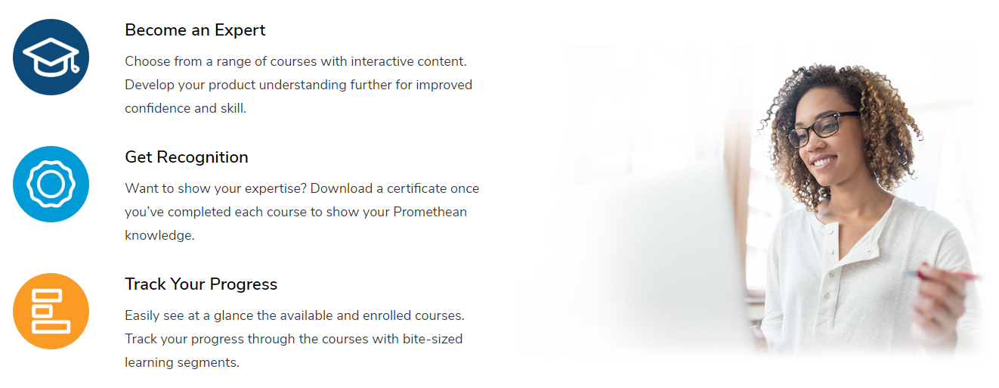 Become an Expert
Choose from a range of courses with interactive content.
Develop your product understanding further for improved
confidence and skill.
Get Recognition
Want to show your expertise? Download a certificate once
you've completed each course to show your Promethean
knowledge.
Track Your Progress
Easily see at a glance the available and enrolled courses.
Track your progress through the courses with bite-sized
learning segments.